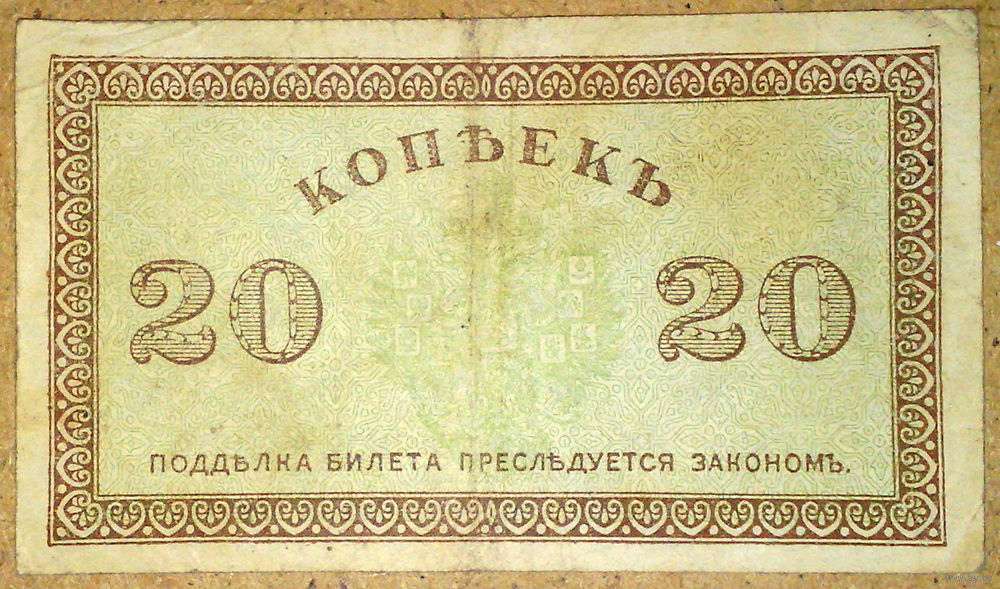 КОПѢЕКЪ
20 20
ПОДДѢЛКА БИЛЕТА ПРЕСЛѢДУЕТСЯ ЗАКОНОМЪ.